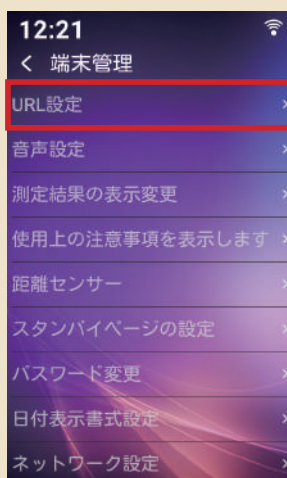 12:21
く 端末管理
URL設定
音声設定
測定結果の表示変更
使用上の注意事項を表示します
距離センサー
スタンバイページの設定
パスワード変更
日付表示書式設定
ネットワーク設定